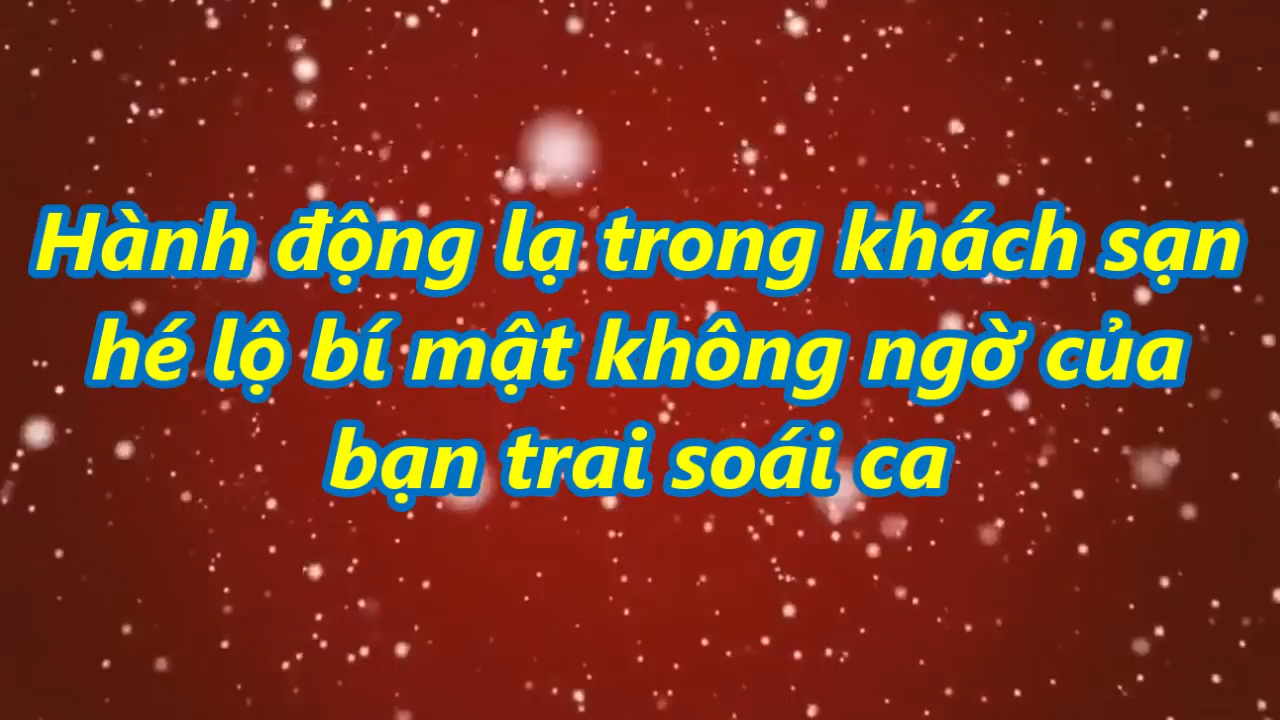 Hành động lạ trong khách sạn
hé lộ bí mật không ngờ của
bạn trai soái ca